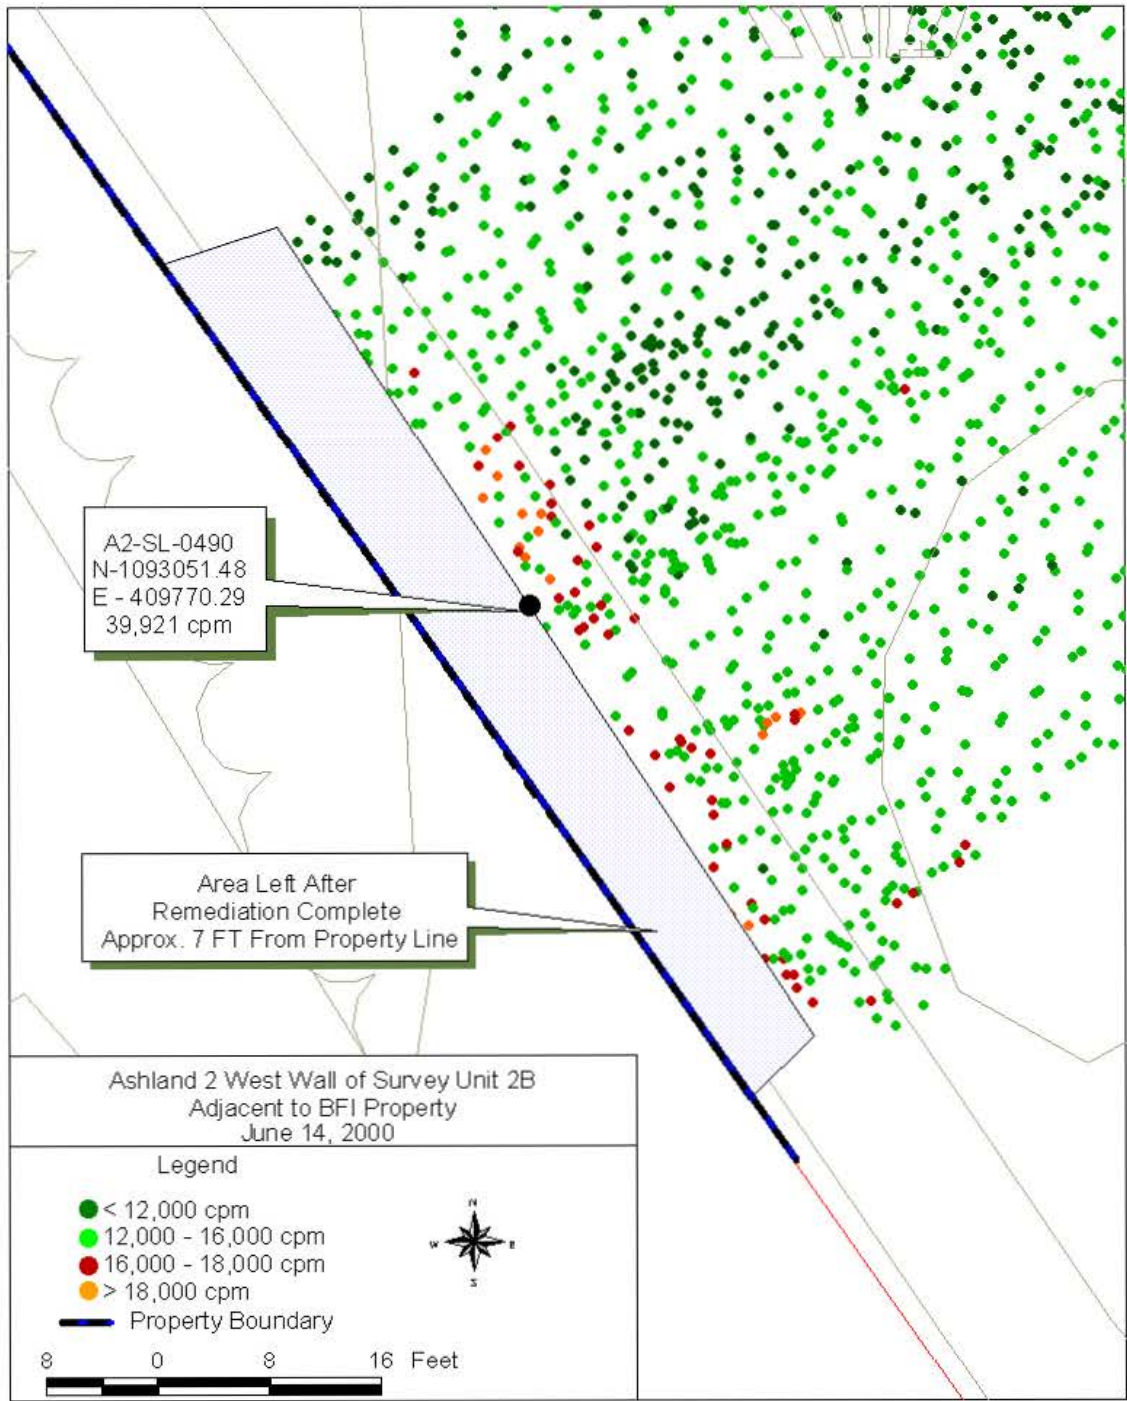 A2-SL-0490
N-1093051.48
E - 409770.29
39,921 cpm
Area Left After
Remediation Complete
Approx. 7 FT From Property Line
Ashland 2 West Wall of Survey Unit 2B
Adjacent to BFI Property
June 14, 2000
Legend
< 12,000 cpm
12,000 - 16,000 cpm
16,000 - 18,000 cpm
> 18,000 cpm
Property Boundary
N
W E
S
8 0 8 16 Feet